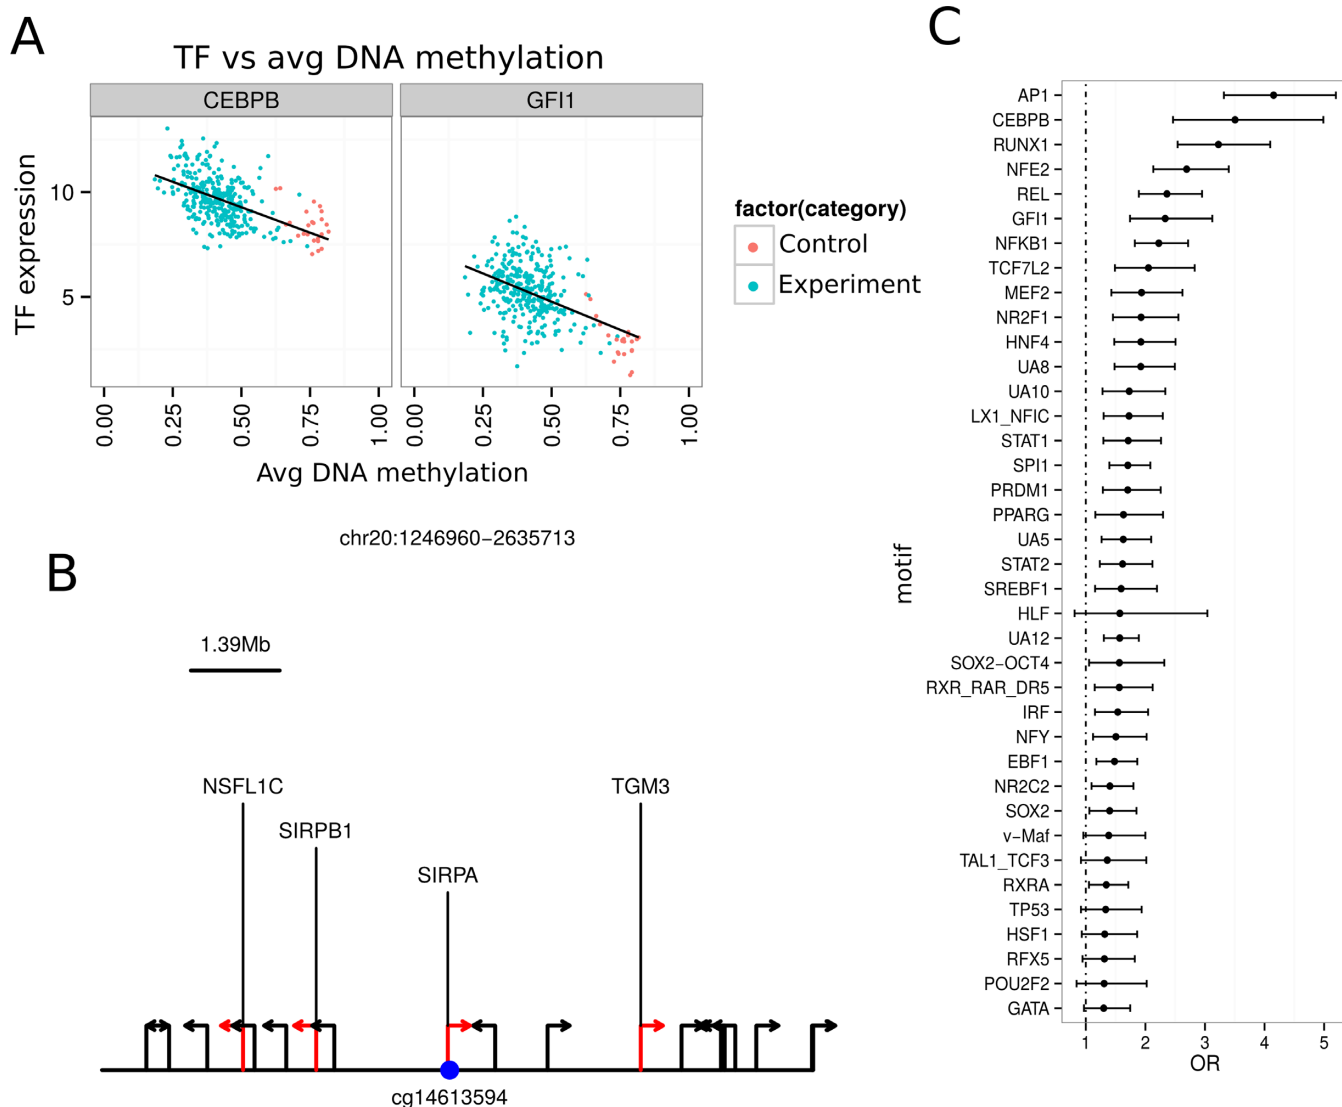 A
TF vs avg DNA methylation
CEBPB
GFI1
TF expression
10
5
0.00
0.25
0.50
0.75
1.00
0.00
0.25
0.50
0.75
1.00
Avg DNA methylation
factor(category)
Control
Experiment
B
chr20:1246960−2635713
1.39Mb
NSFL1C
SIRPB1
SIRPA
TGM3
cg14613594
C
motif
AP1
CEBPB
RUNX1
NFE2
REL
GFI1
NFKB1
TCF7L2
MEF2
NR2F1
HNF4
UA8
UA10
LX1_NFIC
STAT1
SPI1
PRDM1
PPARG
UA5
STAT2
SREBF1
HLF
UA12
SOX2−OCT4
RXR_RAR_DR5
IRF
NFY
EBF1
NR2C2
SOX2
v−Maf
TAL1_TCF3
RXRA
TP53
HSF1
RFX5
POU2F2
GATA
1
2
3
4
5
OR